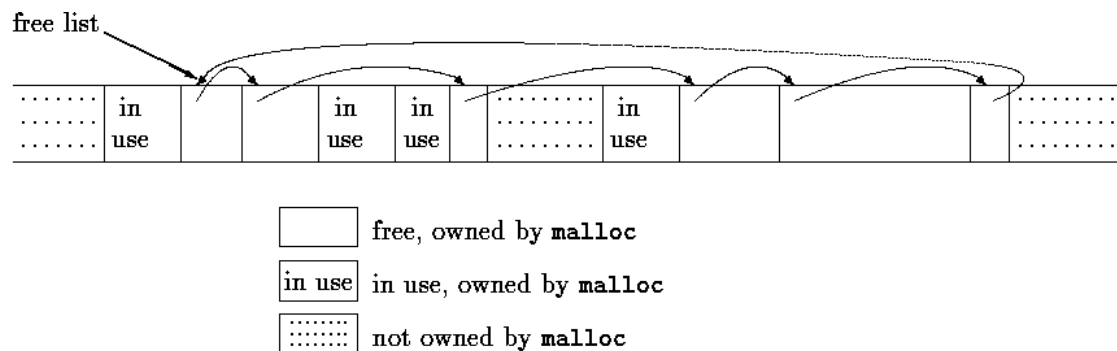 free list
in
use
in
use
in
use
in
use
free, owned by malloc
in use
in use, owned by malloc
not owned by malloc